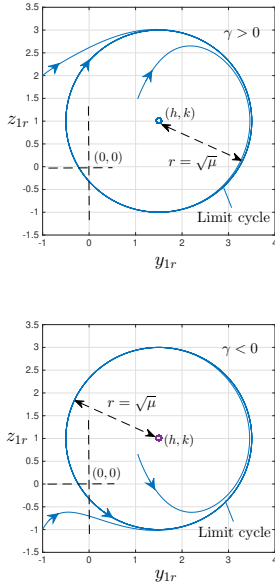 3.5
γ > 0
3
2.5
2
1.5
z₁ᵣ
1
(h, k)
0.5
r = √μ
(0, 0)
0
-0.5
-1
Limit cycle
-1.5
-1 0 1 2 3 4
y₁ᵣ
3.5
γ < 0
3
2.5
2
r = √μ
1.5
z₁ᵣ
1
(h, k)
0.5
(0, 0)
0
-0.5
-1
Limit cycle
-1.5
-1 0 1 2 3 4
y₁ᵣ